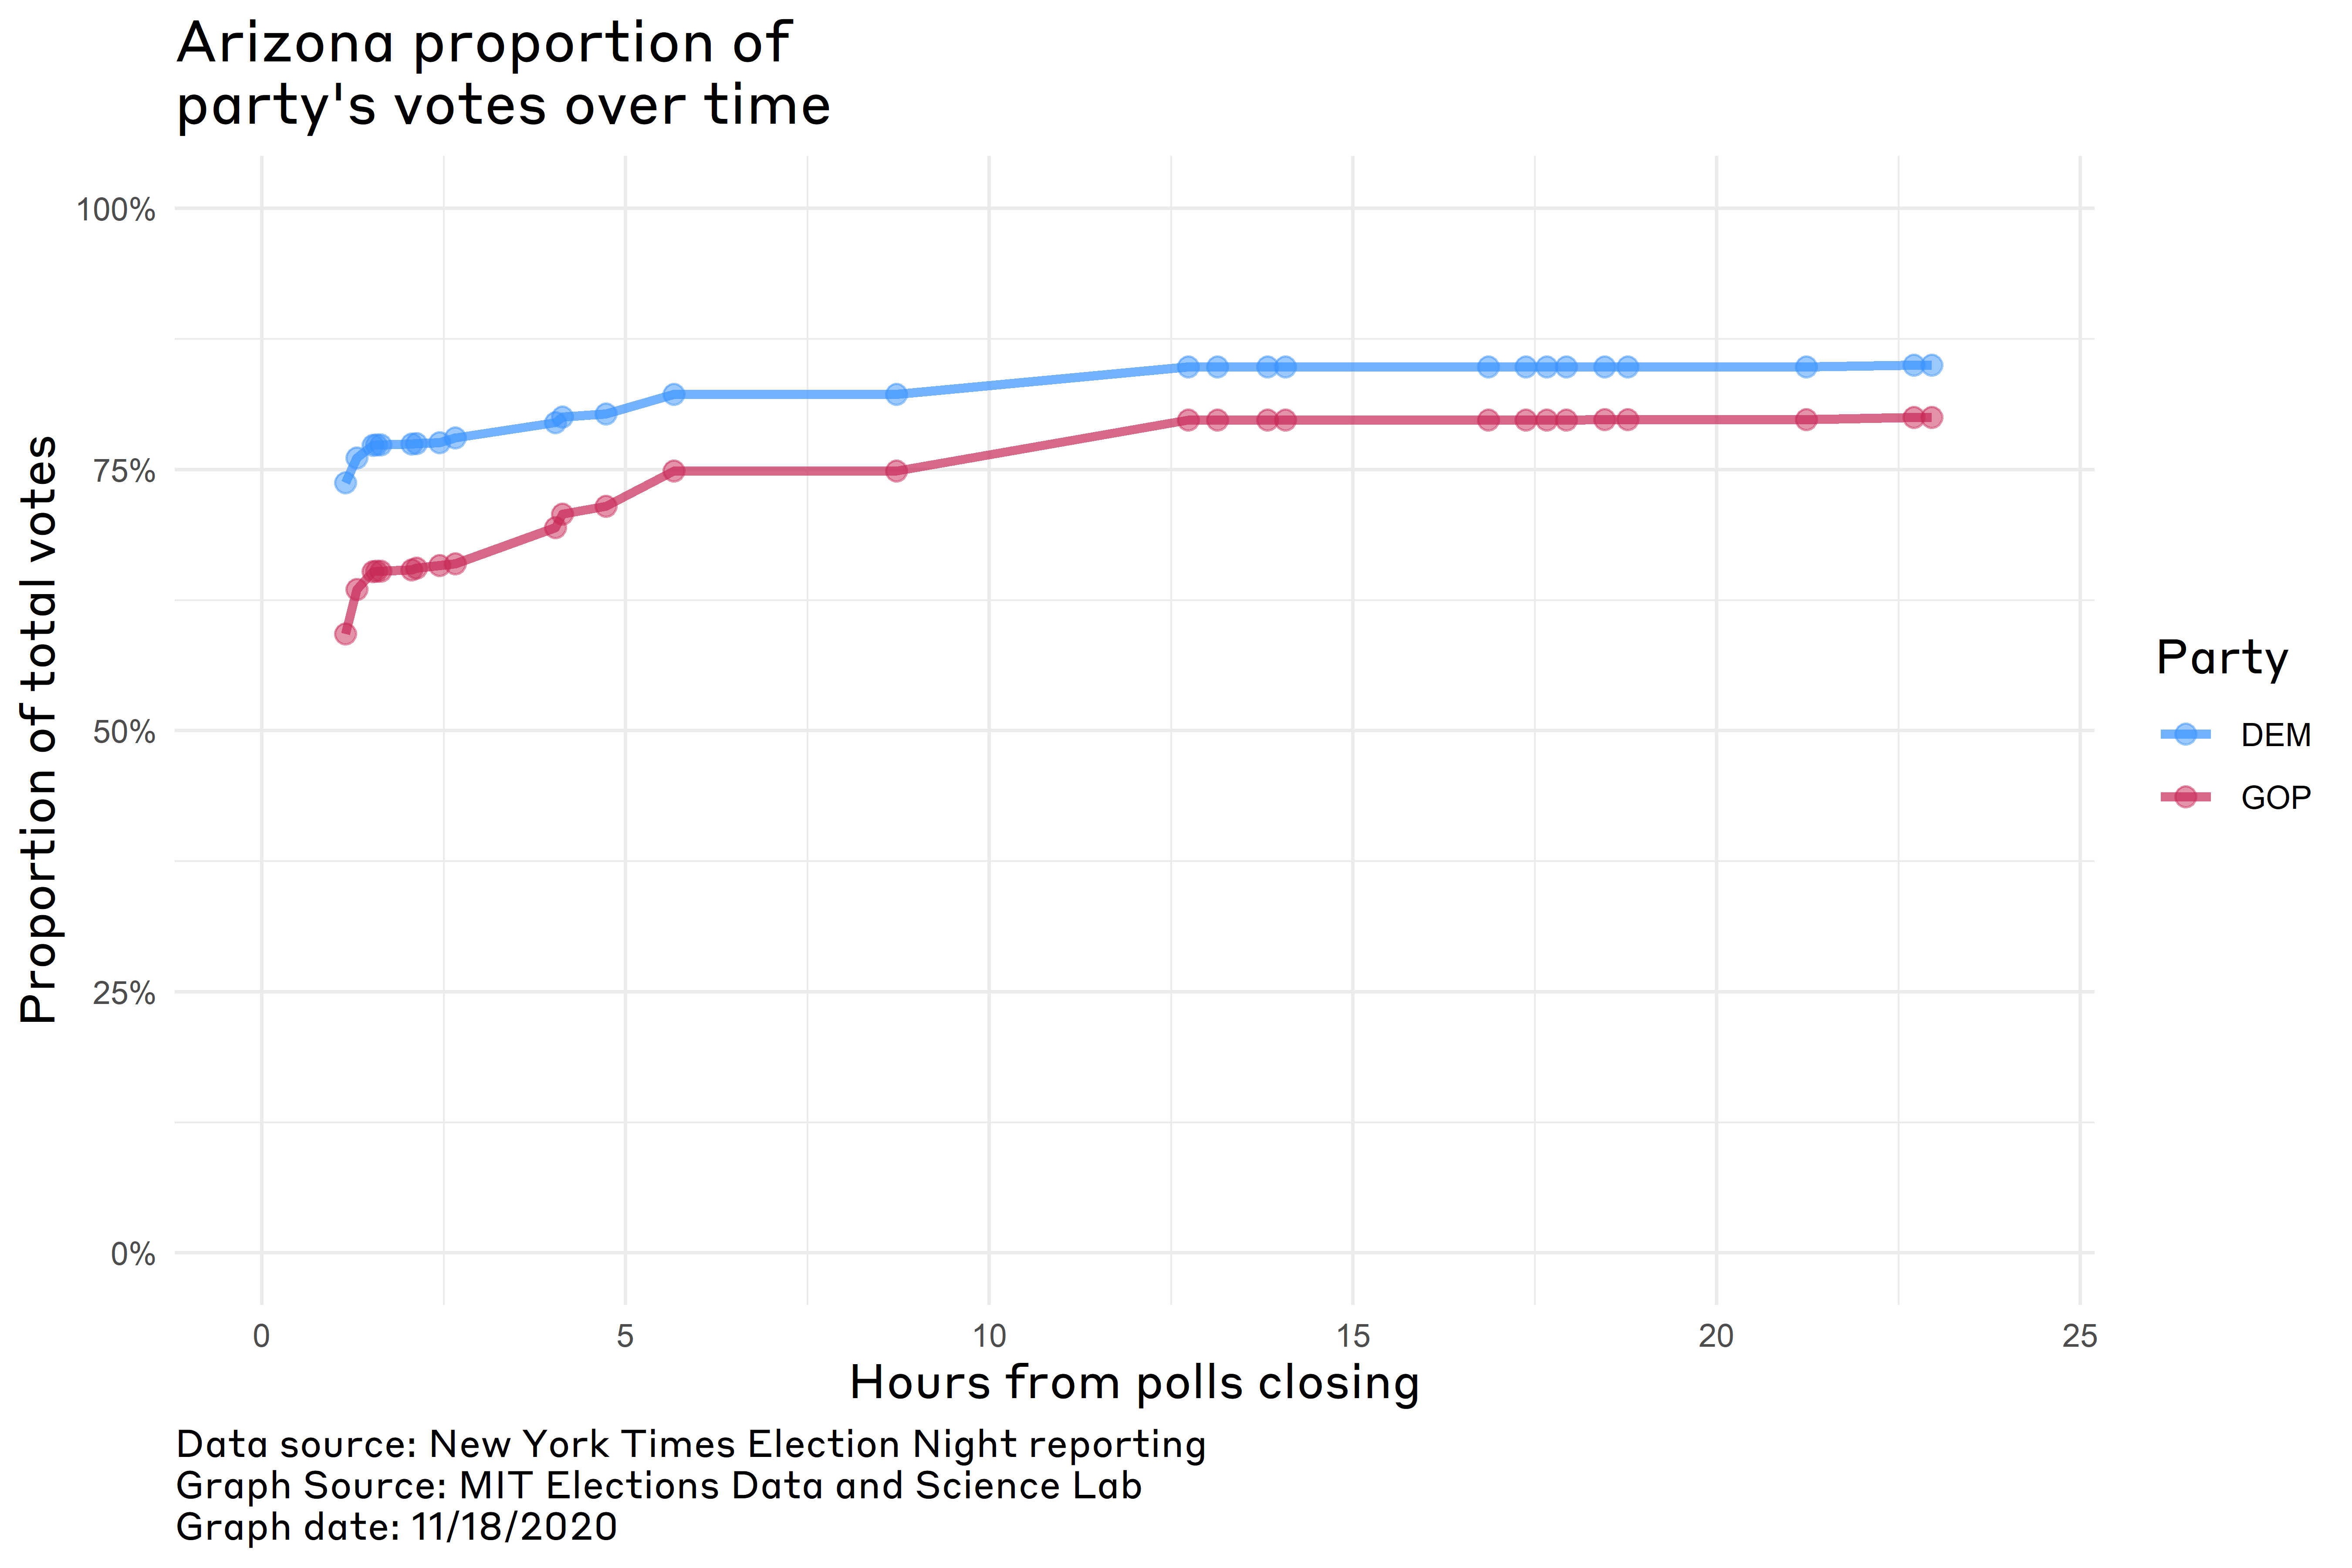 Arizona proportion of
party's votes over time
Proportion of total votes
100%
75%
50%
25%
0%
0
5
10
15
20
25
Hours from polls closing
Party
DEM
GOP
Data source: New York Times Election Night reporting
Graph Source: MIT Elections Data and Science Lab
Graph date: 11/18/2020